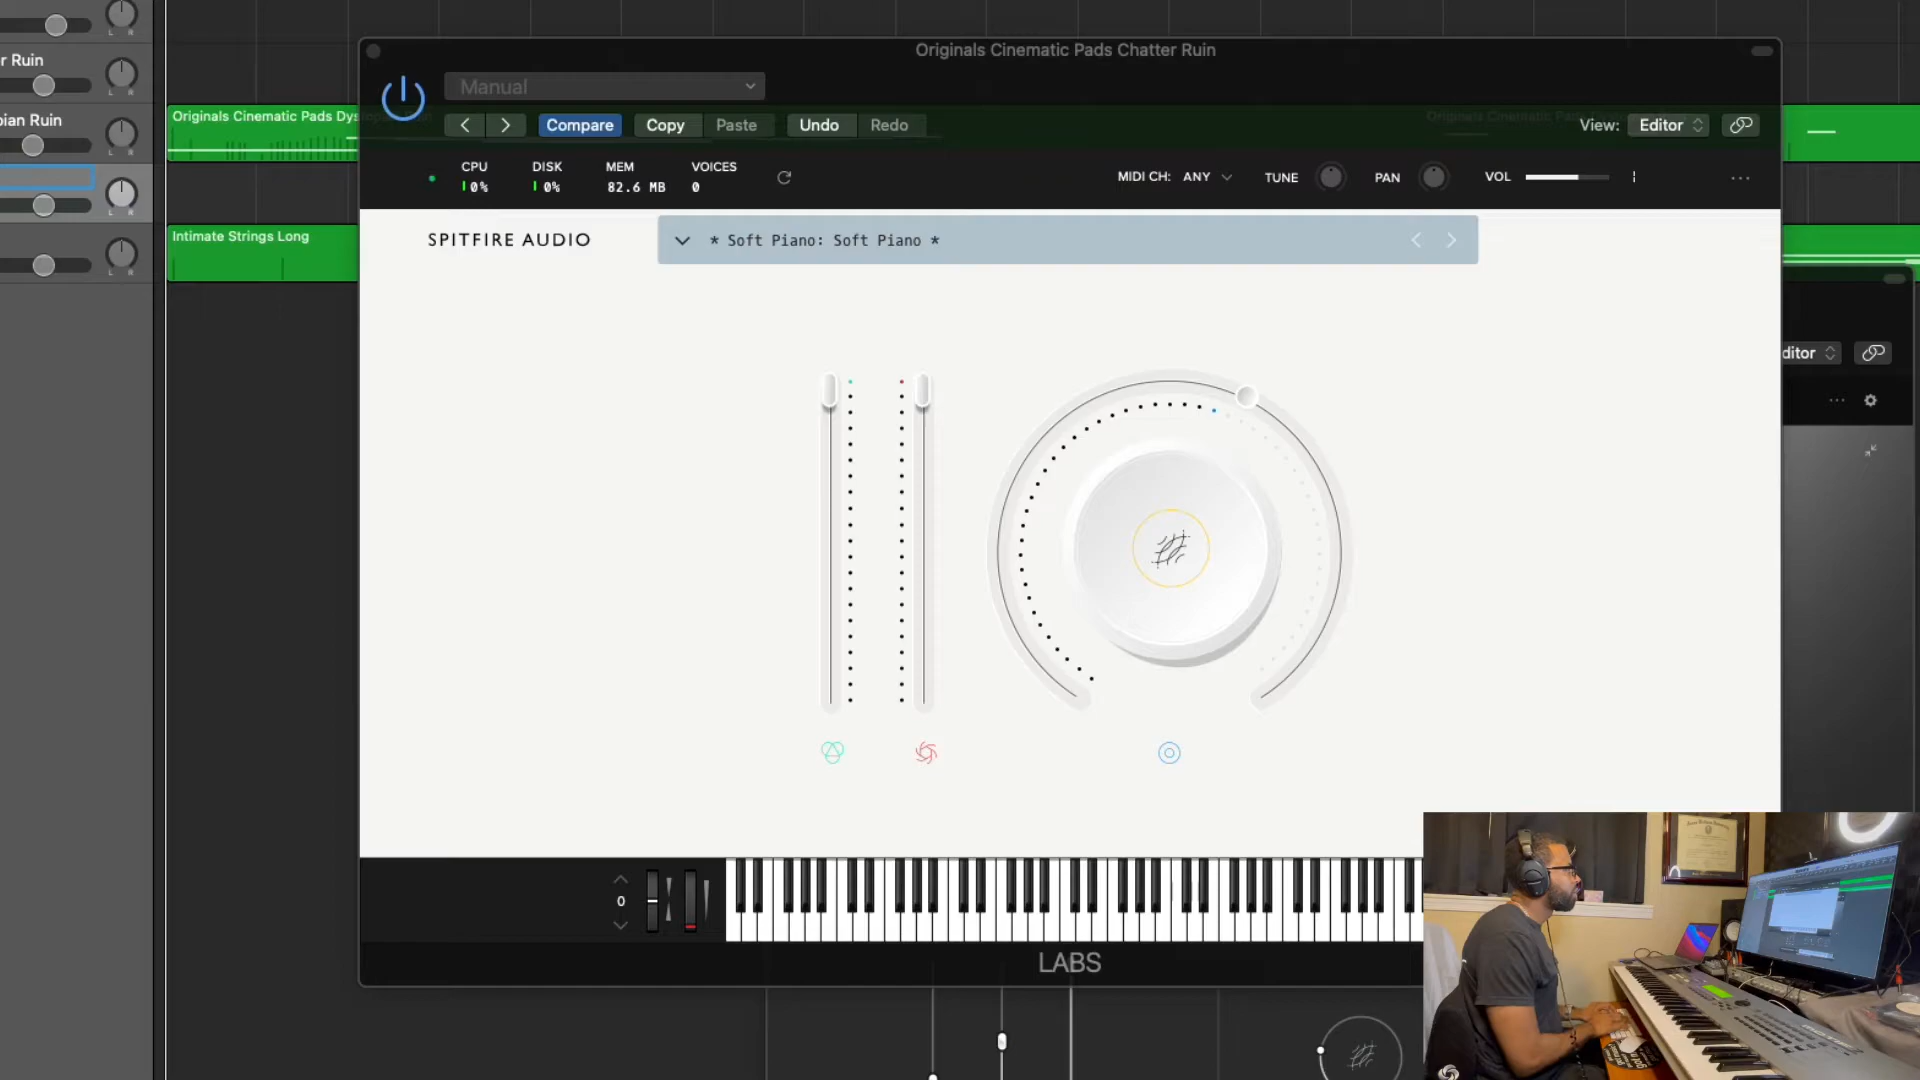 Originals Cinematic Pads Chatter Ruin
r Ruin
Manual
pian Ruin
Originals Cinematic Pads Dys
Compare
Copy
Paste
Undo
Redo
View:
Editor
CPU
0%
DISK
0%
MEM
82.6 MB
VOICES
0
MIDI CH: ANY
TUNE
PAN
VOL
SPITFIRE AUDIO
* Soft Piano: Soft Piano *
Intimate Strings Long
ditor
L R
L R
L R
L R
L R
0
LABS